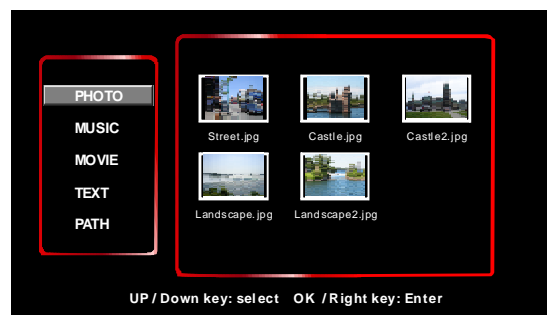 PHOTO
MUSIC
MOVIE
TEXT
PATH
Street.jpg Castle.jpg Castle2.jpg
Landscape.jpg Landscape2.jpg
UP / Down key: select OK / Right key: Enter